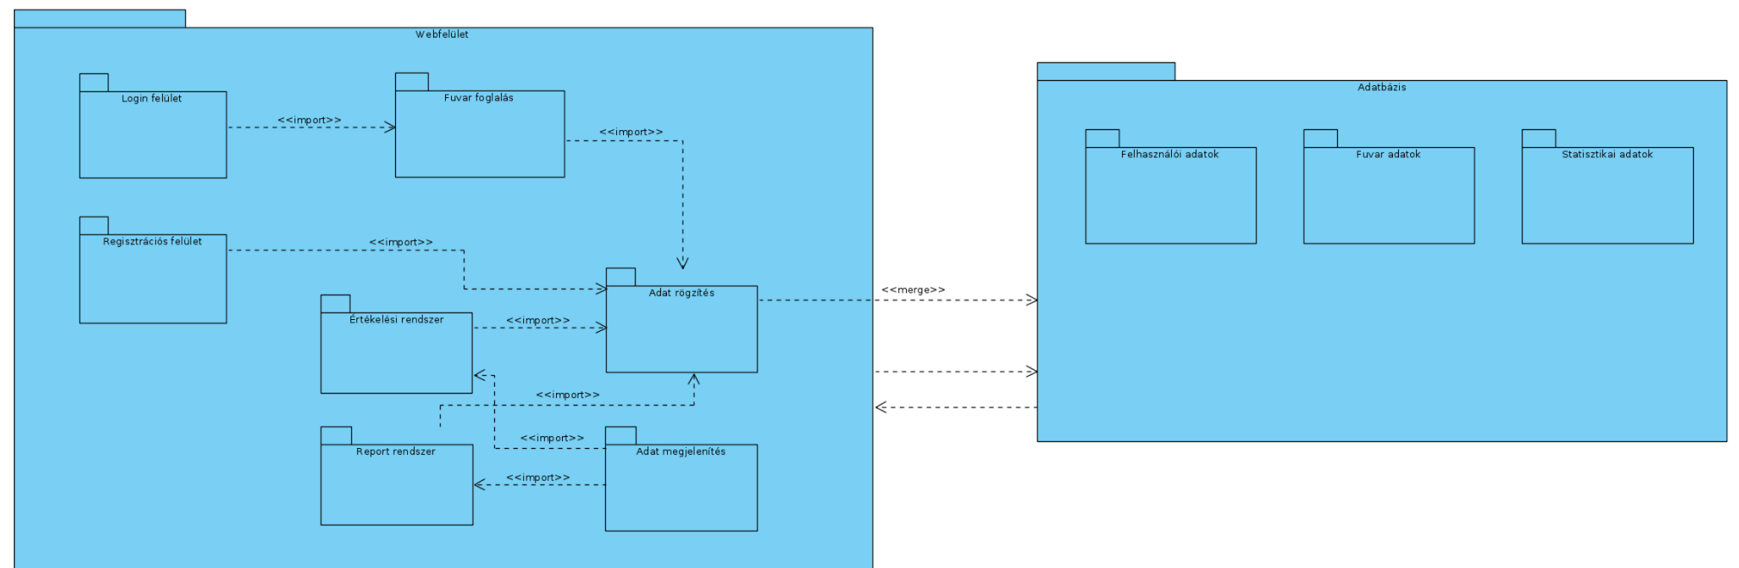 Webfelület
Login felület
<<import>>
Fuvar foglalás
<<import>>
Regisztrációs felület
<<import>>
Értékelési rendszer
<<import>>
Adat rögzítés
<<import>>
<<import>>
Report rendszer
<<import>>
Adat megjelenítés
<<merge>>
Adatbázis
Felhasználói adatok
Fuvar adatok
Statisztikai adatok